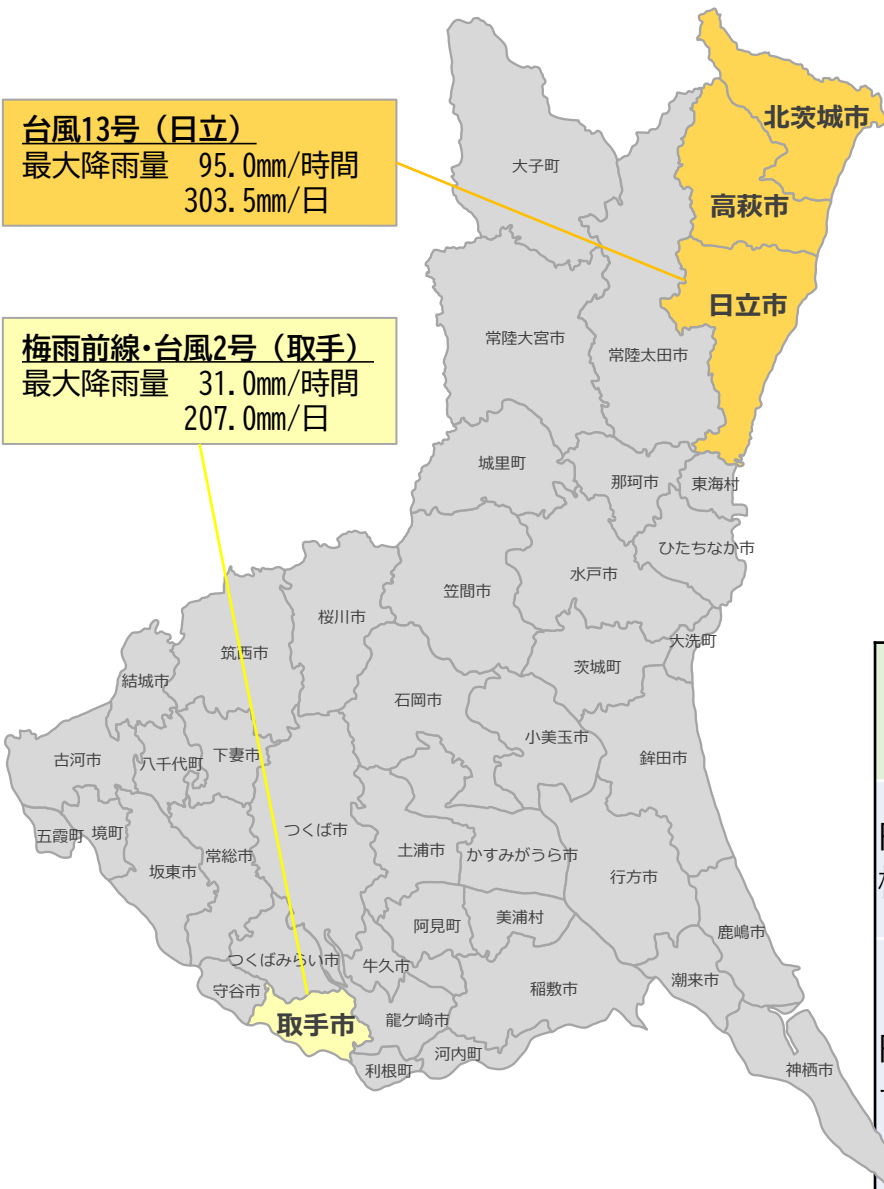 台風13号（日立）
最大降雨量　95.0mm/時間
303.5mm/日
梅雨前線・台風2号（取手）
最大降雨量　31.0mm/時間
207.0mm/日
北茨城市
大子町
高萩市
日立市
常陸大宮市
常陸太田市
城里町
那珂市
東海村
ひたちなか市
水戸市
笠間市
桜川市
筑西市
大洗町
茨城町
結城市
石岡市
小美玉市
鉾田市
古河市
八千代町
下妻市
五霞町
境町
つくば市
常総市
坂東市
土浦市
かすみがうら市
行方市
阿見町
美浦村
鹿嶋市
つくばみらい市
牛久市
潮来市
守谷市
稲敷市
取手市
龍ケ崎市
河内町
利根町
神栖市